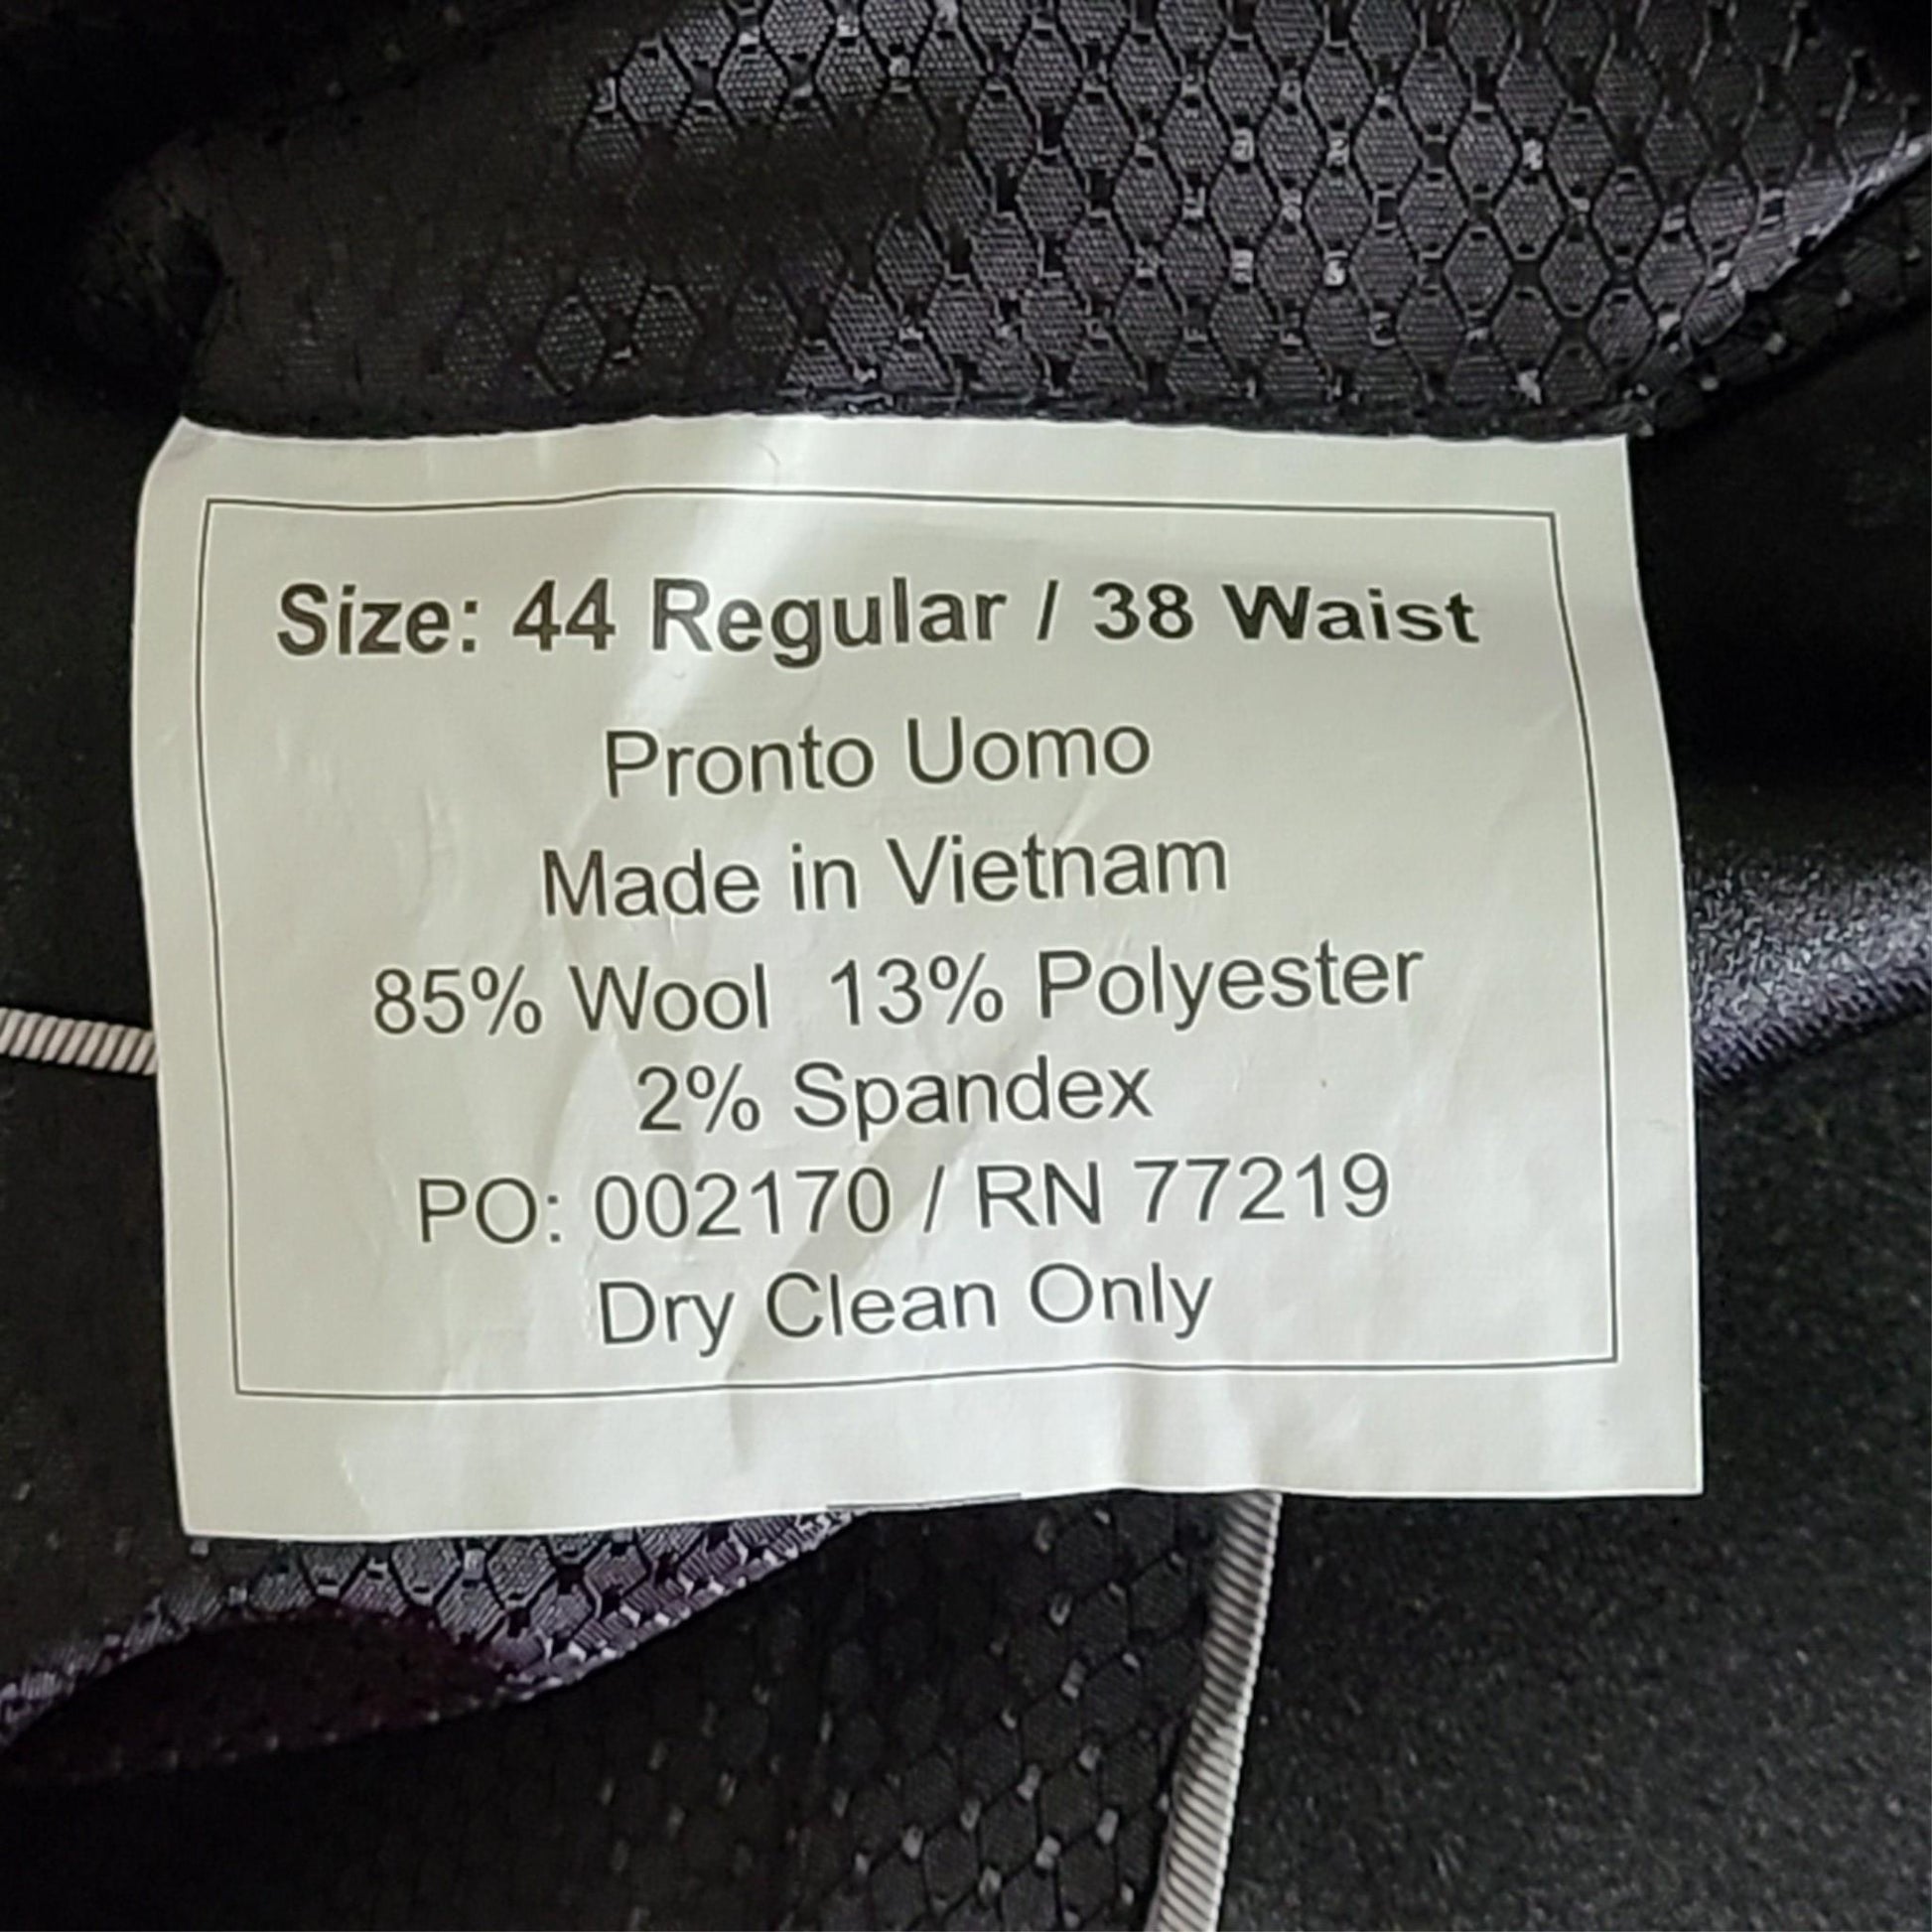 Size: 44 Regular / 38 Waist
Pronto Uomo
Made in Vietnam
85% Wool 13% Polyester
2% Spandex
PO: 002170 / RN 77219
Dry Clean Only